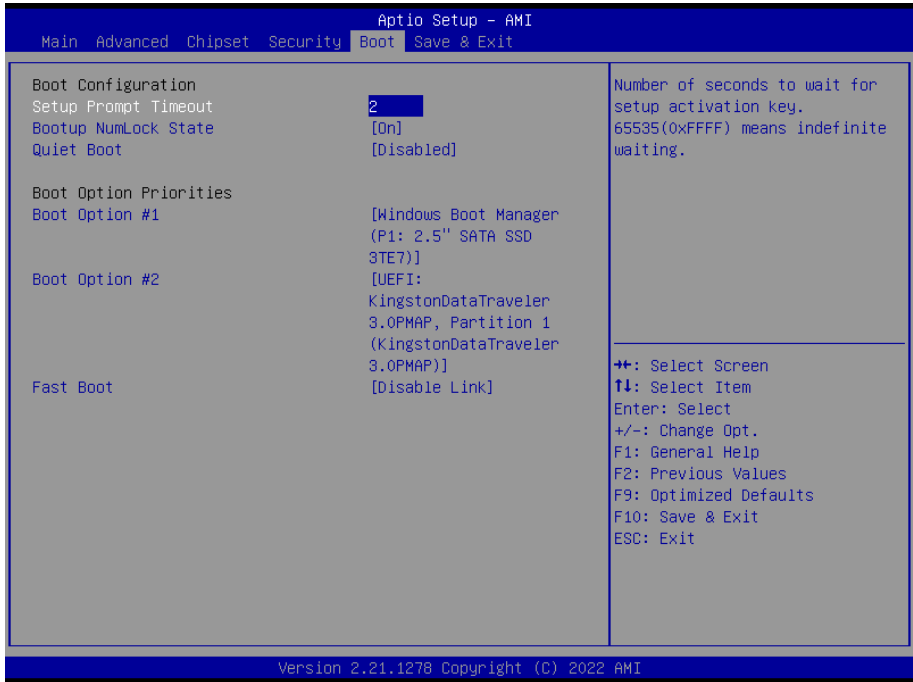 Aptio Setup – AMI
Main Advanced Chipset Security Boot Save & Exit
Boot Configuration
Setup Prompt Timeout 2
Bootup NumLock State [On]
Quiet Boot [Disabled]
Boot Option Priorities
Boot Option #1 [Windows Boot Manager
(P1: 2.5" SATA SSD
3TE7)]
Boot Option #2 [UEFI:
KingstonDataTraveler
3.0PMAP, Partition 1
(KingstonDataTraveler
3.0PMAP)]
Fast Boot [Disable Link]
Number of seconds to wait for
setup activation key.
65535(0xFFFF) means indefinite
waiting.
→←: Select Screen
↑↓: Select Item
Enter: Select
+/-: Change Opt.
F1: General Help
F2: Previous Values
F9: Optimized Defaults
F10: Save & Exit
ESC: Exit
Version 2.21.1278 Copyright (C) 2022 AMI